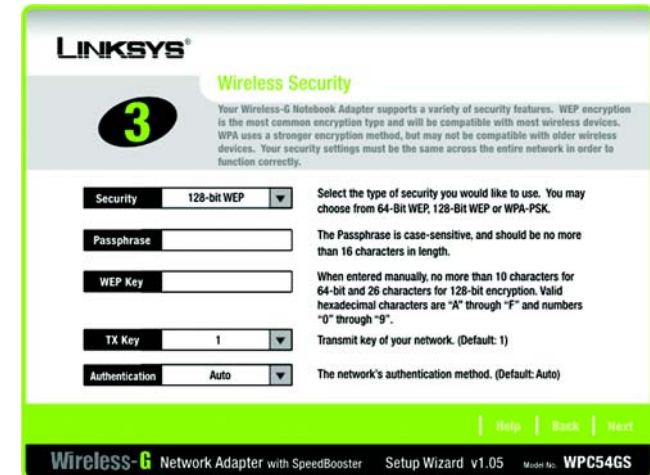 LINKSYS®
Wireless Security
3
Your Wireless-G Notebook Adapter supports a variety of security features. WEP encryption
is the most common encryption type and will be compatible with most wireless devices.
WPA uses a stronger encryption method, but may not be compatible with older wireless
devices. Your security settings must be the same across the entire network in order to
function correctly.
Security 128-bit WEP Select the type of security you would like to use. You may
choose from 64-Bit WEP, 128-Bit WEP or WPA-PSK.
Passphrase The Passphrase is case-sensitive, and should be no more
than 16 characters in length.
WEP Key When entered manually, no more than 10 characters for
64-bit and 26 characters for 128-bit encryption. Valid
hexadecimal characters are “A” through “F” and numbers
“0” through “9”.
TX Key 1 Transmit key of your network. (Default: 1)
Authentication Auto The network's authentication method. (Default: Auto)
Help Back Next
Wireless-G Network Adapter with SpeedBooster Setup Wizard v1.05 Model No. WPC54GS